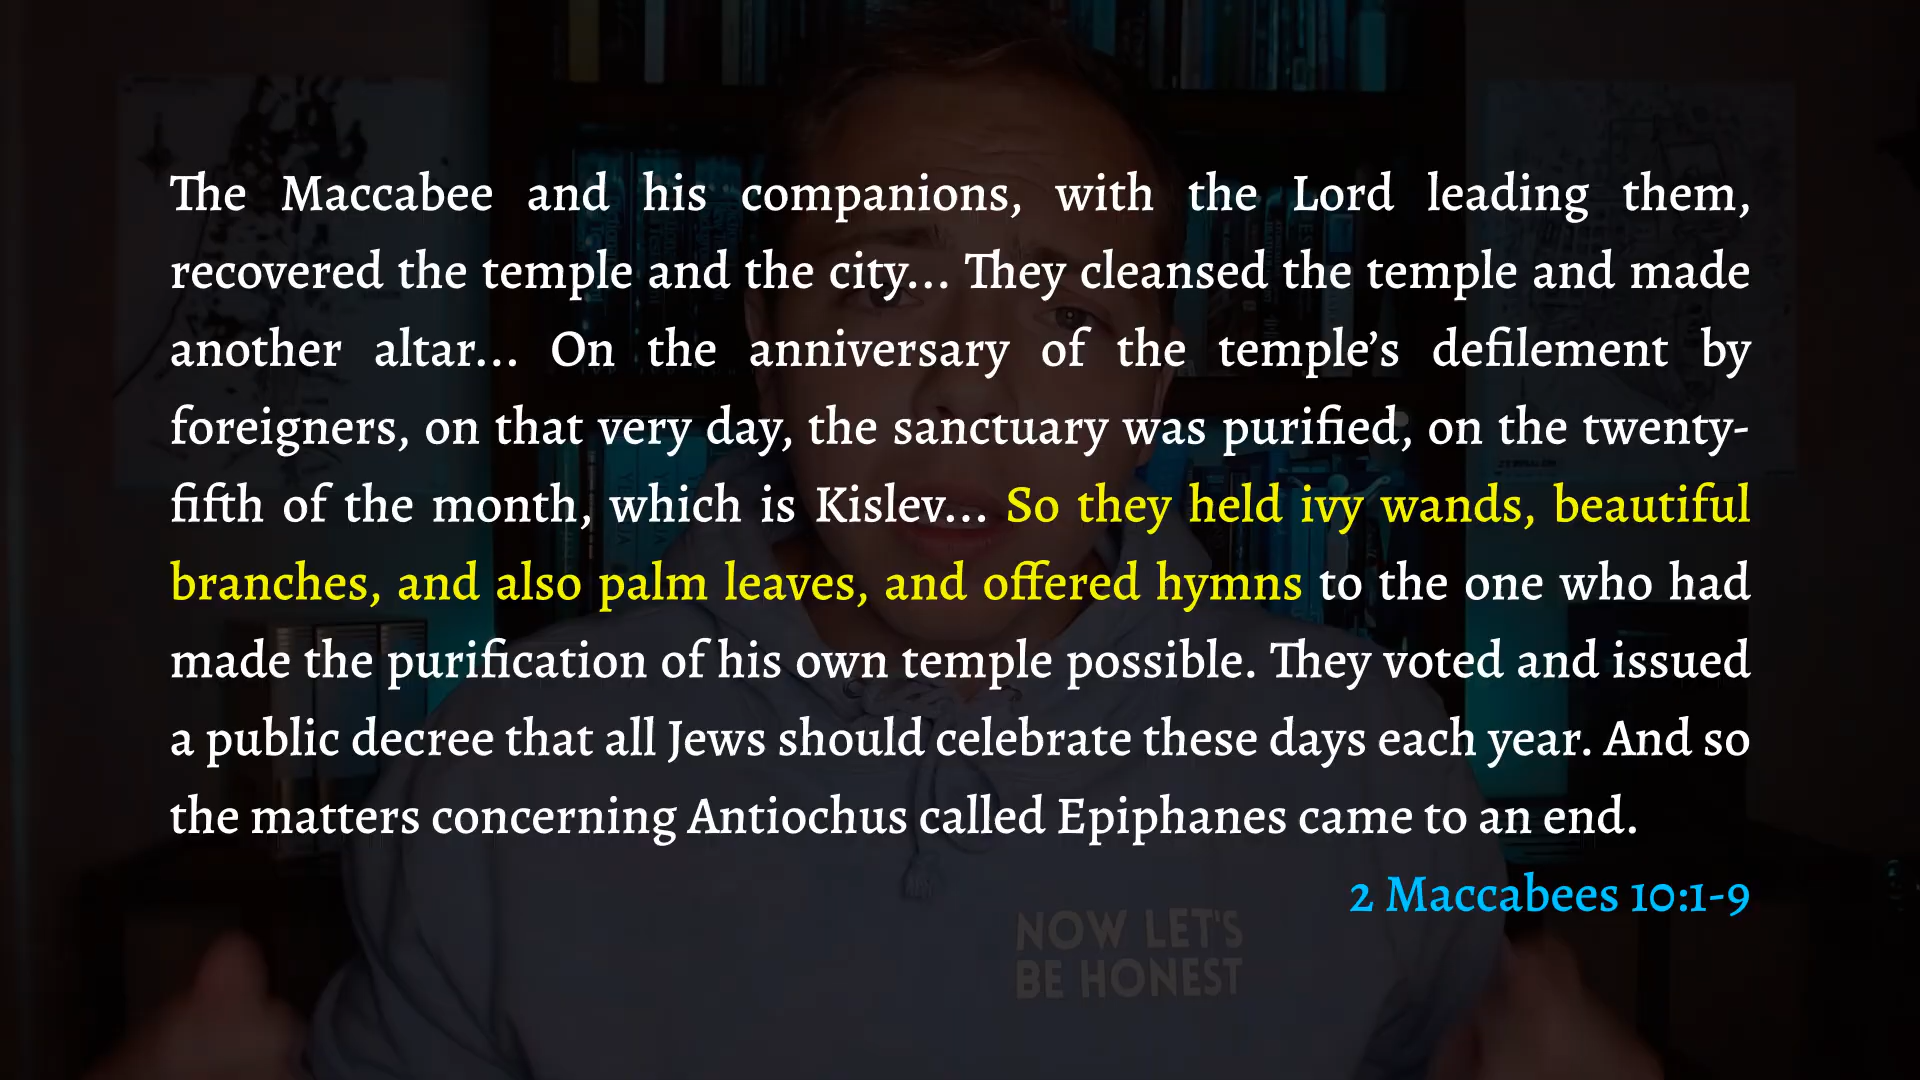 The Maccabee and his companions, with the Lord leading them,
recovered the temple and the city... They cleansed the temple and made
another altar... On the anniversary of the temple’s defilement by
foreigners, on that very day, the sanctuary was purified, on the twenty-
fifth of the month, which is Kislev... So they held ivy wands, beautiful
branches, and also palm leaves, and offered hymns to the one who had
made the purification of his own temple possible. They voted and issued
a public decree that all Jews should celebrate these days each year. And so
the matters concerning Antiochus called Epiphanes came to an end.
2 Maccabees 10:1-9
NOW LET'S
BE HONEST